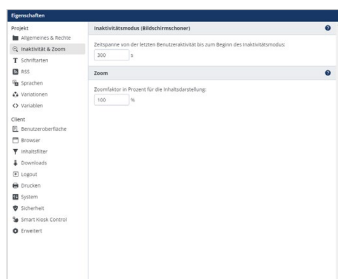 Eigenschaften
Projekt
Allgemeines & Rechte
Inaktivität & Zoom
Schriftarten
RSS
Sprachen
Variationen
Variablen
Client
Benutzeroberfläche
Browser
Inhaltsfilter
Downloads
Logout
Drucken
System
Sicherheit
Smart Kiosk Control
Erweitert
Inaktivitätsmodus (Bildschirmschoner)
Zeitspanne von der letzten Benutzeraktivität bis zum Beginn des Inaktivitätsmodus:
200 s
Zoom
Zoomfaktor in Prozent für die Inhaltsdarstellung:
100 %